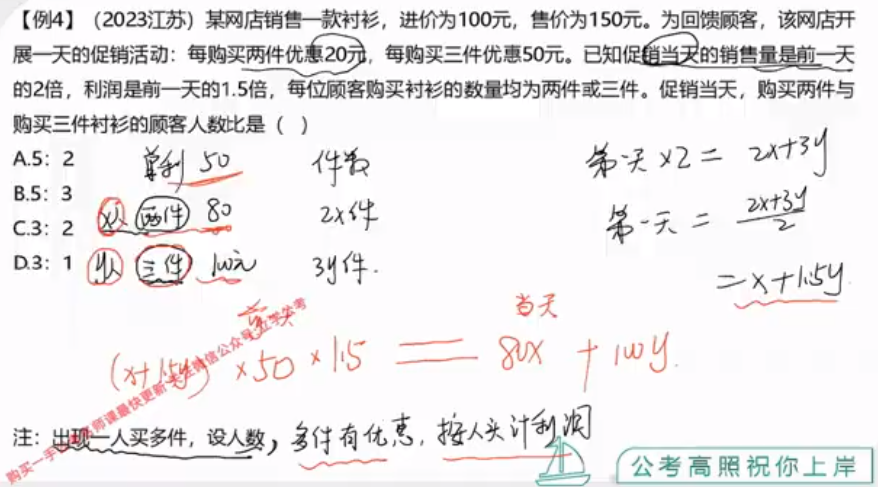 【例4】（2023江苏）某网店销售一款衬衫，进价为100元，售价为150元。为回馈顾客，该网店开
展一天的促销活动：每购买两件优惠20元，每购买三件优惠50元。已知促销当天的销售量是前一天
的2倍，利润是前一天的1.5倍，每位顾客购买衬衫的数量均为两件或三件。促销当天，购买两件与
购买三件衬衫的顾客人数比是（ ）
A.5：2
B.5：3
C.3：2
D.3：1
单利 50 件数
x人 两件 80 2x件
y人 三件 100元 3y件.
第一天 ×2 = 2x+3y
第一天 = \frac{2x+3y}{2}
= x+1.5y
当天
(x+1.5y) ×50 ×1.5 = 80x + 100y.
注：出现一人买多件，设人数，多件有优惠，按人头计利润
公考高照祝你上岸